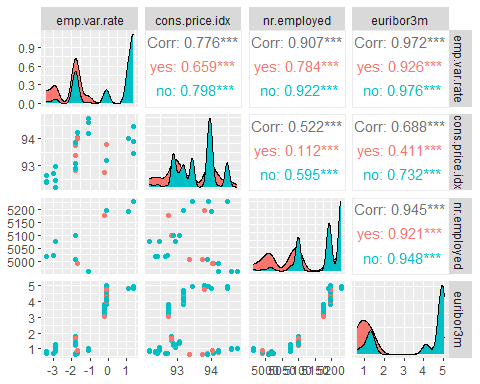 emp.var.rate cons.price.idx nr.employed euribor3m
0.9
0.6
0.3
0.0
Corr: 0.776***
yes: 0.659***
no: 0.798***
Corr: 0.907***
yes: 0.784***
no: 0.922***
Corr: 0.972***
yes: 0.926***
no: 0.976***
emp.var.rate
94
93
Corr: 0.522***
yes: 0.112***
no: 0.595***
Corr: 0.688***
yes: 0.411***
no: 0.732***
cons.price.idx
5200
5150
5100
5050
5000
Corr: 0.945***
yes: 0.921***
no: 0.948***
nr.employed
5
4
3
2
1
euribor3m
-3 -2 -1 0 1
93 94
1 2 3 4 5